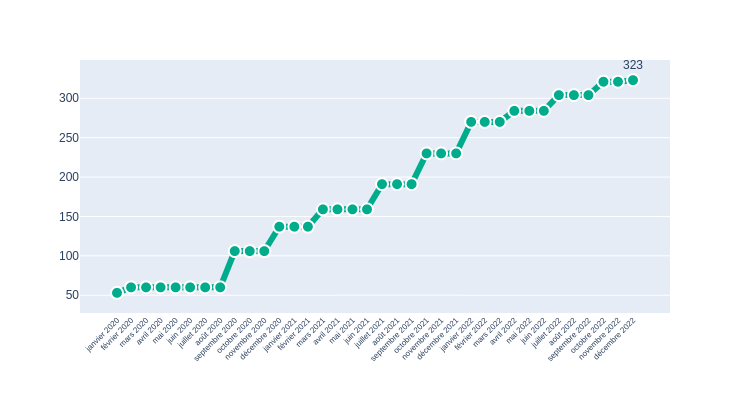 323
300
250
200
150
100
50
janvier 2020
février 2020
mars 2020
avril 2020
mai 2020
juin 2020
juillet 2020
août 2020
septembre 2020
octobre 2020
novembre 2020
décembre 2020
janvier 2021
février 2021
mars 2021
avril 2021
mai 2021
juin 2021
juillet 2021
août 2021
septembre 2021
octobre 2021
novembre 2021
décembre 2021
janvier 2022
février 2022
mars 2022
avril 2022
mai 2022
juin 2022
juillet 2022
août 2022
septembre 2022
octobre 2022
novembre 2022
décembre 2022